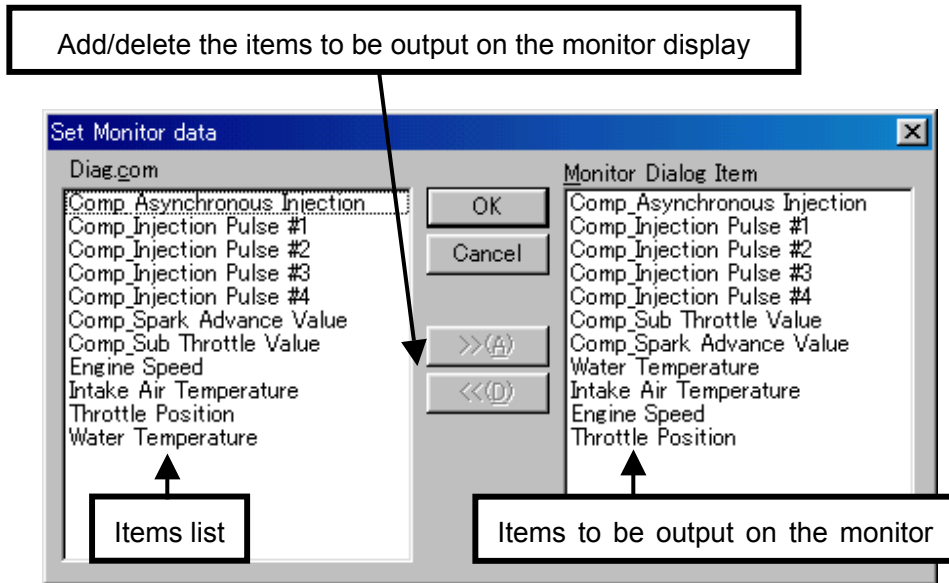 Add/delete the items to be output on the monitor display
Set Monitor data
Diag.com
Comp_Asynchronous Injection
Comp_Injection Pulse #1
Comp_Injection Pulse #2
Comp_Injection Pulse #3
Comp_Injection Pulse #4
Comp_Spark Advance Value
Comp_Sub Throttle Value
Engine Speed
Intake Air Temperature
Throttle Position
Water Temperature
OK
Cancel
>>(A)
<<(D)
Monitor Dialog Item
Comp_Asynchronous Injection
Comp_Injection Pulse #1
Comp_Injection Pulse #2
Comp_Injection Pulse #3
Comp_Injection Pulse #4
Comp_Sub Throttle Value
Comp_Spark Advance Value
Water Temperature
Intake Air Temperature
Engine Speed
Throttle Position
Items list
Items to be output on the monitor